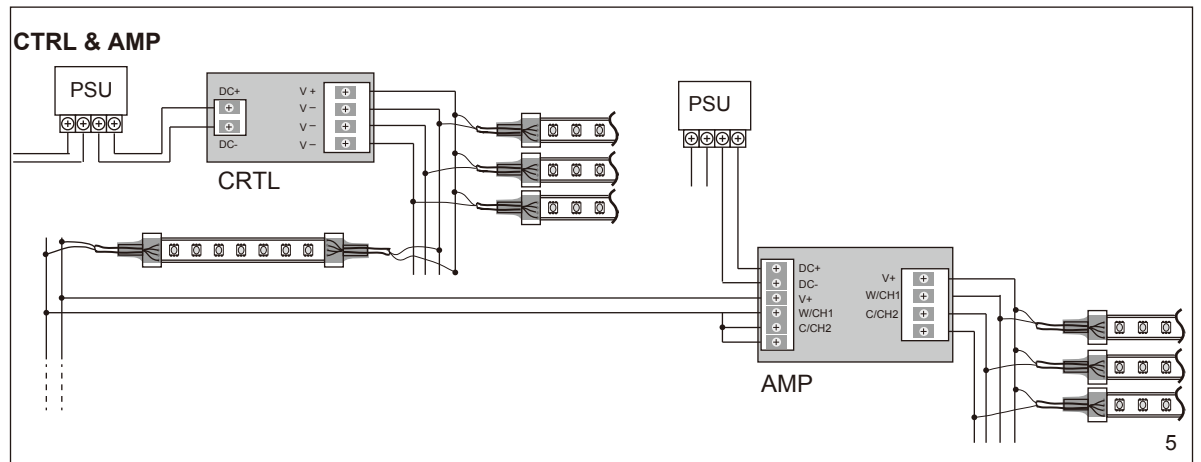 CTRL & AMP
PSU
DC+
DC-
V +
V –
V –
V –
CRTL
PSU
DC+
DC-
V+
W/CH1
C/CH2
V+
W/CH1
C/CH2
AMP
5